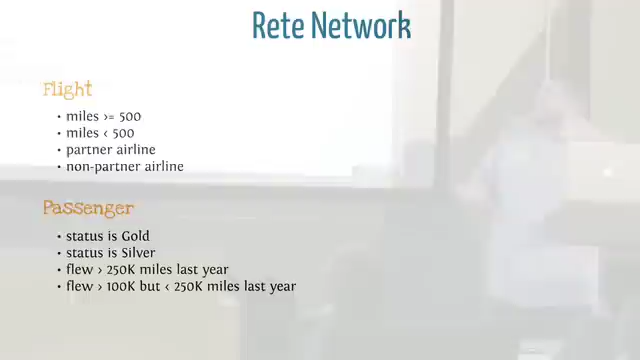 Rete Network
Flight
• miles >= 500
• miles < 500
• partner airline
• non-partner airline
Passenger
• status is Gold
• status is Silver
• flew > 250K miles last year
• flew > 100K but < 250K miles last year